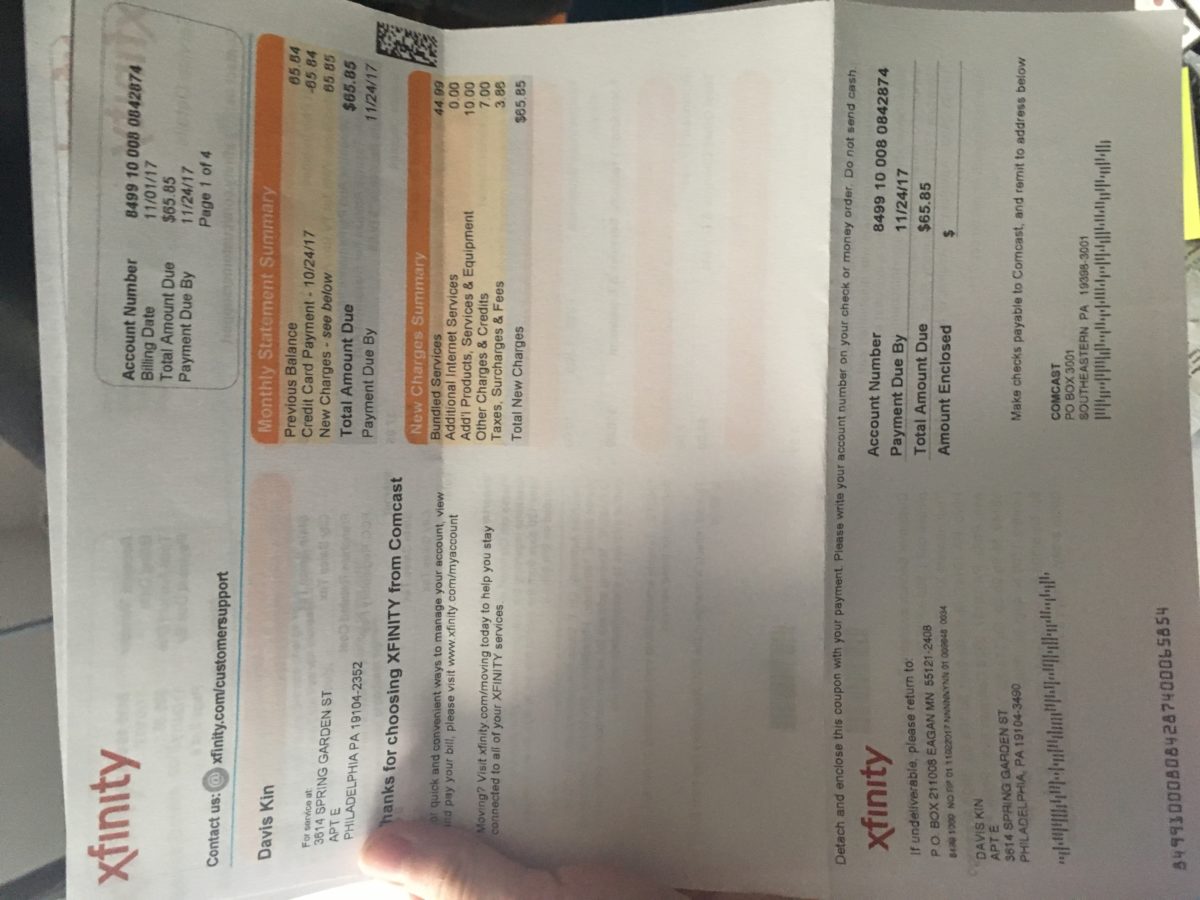 xfinity
Account Number 8499 10 008 0842874
Billing Date 11/01/17
Total Amount Due $65.85
Payment Due By 11/24/17
Page 1 of 4
Contact us: @ xfinity.com/customersupport
Davis Kin
For service at:
3614 SPRING GARDEN ST
APT E
PHILADELPHIA PA 19104-2352
hanks for choosing XFINITY from Comcast
or quick and convenient ways to manage your account, view
nd pay your bill, please visit www.xfinity.com/myaccount
Moving? Visit xfinity.com/moving today to help you stay
connected to all of your XFINITY services.
Monthly Statement Summary
Previous Balance 65.84
Credit Card Payment - 10/24/17 -65.84
New Charges - see below 65.85
Total Amount Due $65.85
Payment Due By 11/24/17
New Charges Summary
Bundled Services 44.99
Additional Internet Services 0.00
Add'l Products, Services & Equipment 10.00
Other Charges & Credits 7.00
Taxes, Surcharges & Fees 3.86
Total New Charges $65.85
Detach and enclose this coupon with your payment. Please write your account number on your check or money order. Do not send cash.
xfinity
If undeliverable, please return to:
P.O. BOX 211008 EAGAN MN 55121-2408
NO RP 01 11022017 NNNNNYNN 01
DAVIS KIN
APT E
3614 SPRING GARDEN ST
PHILADELPHIA, PA 19104-3490
Account Number 8499 10 008 0842874
Payment Due By 11/24/17
Total Amount Due $65.85
Amount Enclosed $
Make checks payable to Comcast, and remit to address below
COMCAST
PO BOX 3001
SOUTHEASTERN PA 19398-3001
849910008084287400065854